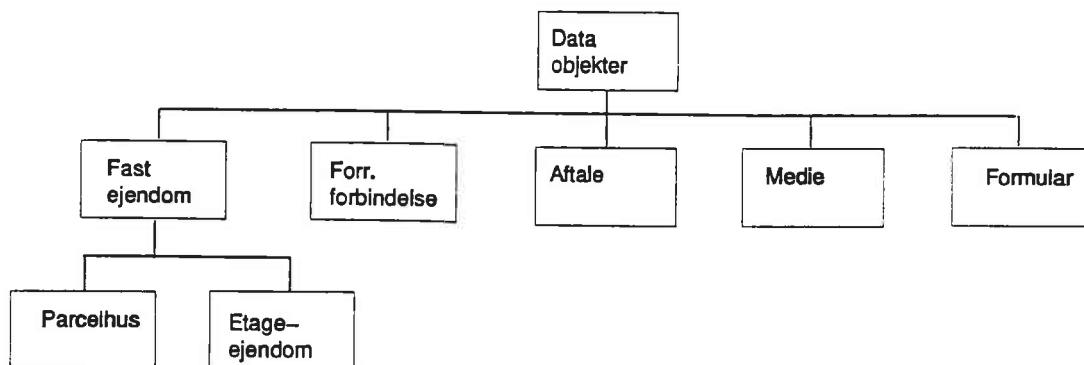 Data
objekter
Fast
ejendom
Forr.
forbindelse
Aftale
Medie
Formular
Parcelhus
Etage–
ejendom